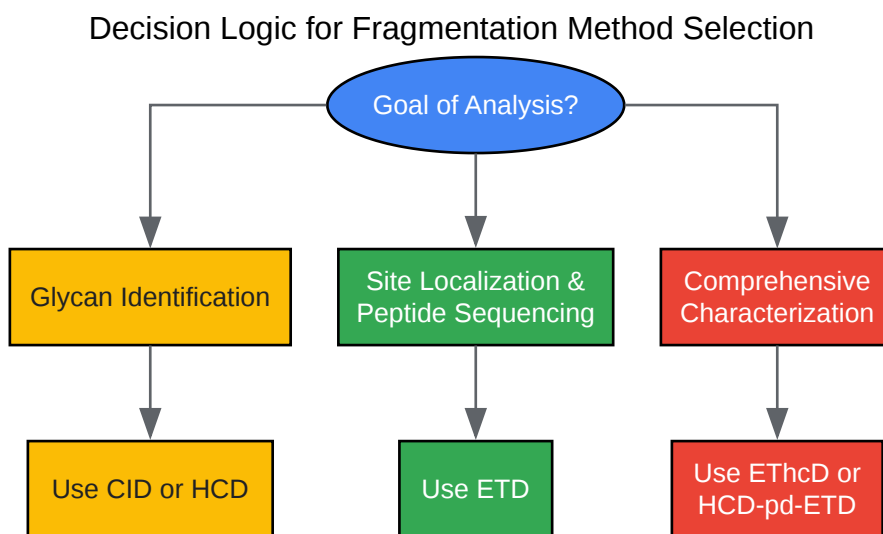 Decision Logic for Fragmentation Method Selection
Goal of Analysis?
Glycan Identification
Site Localization &
Peptide Sequencing
Comprehensive
Characterization
Use CID or HCD
Use ETD
Use EThcD or
HCD-pd-ETD